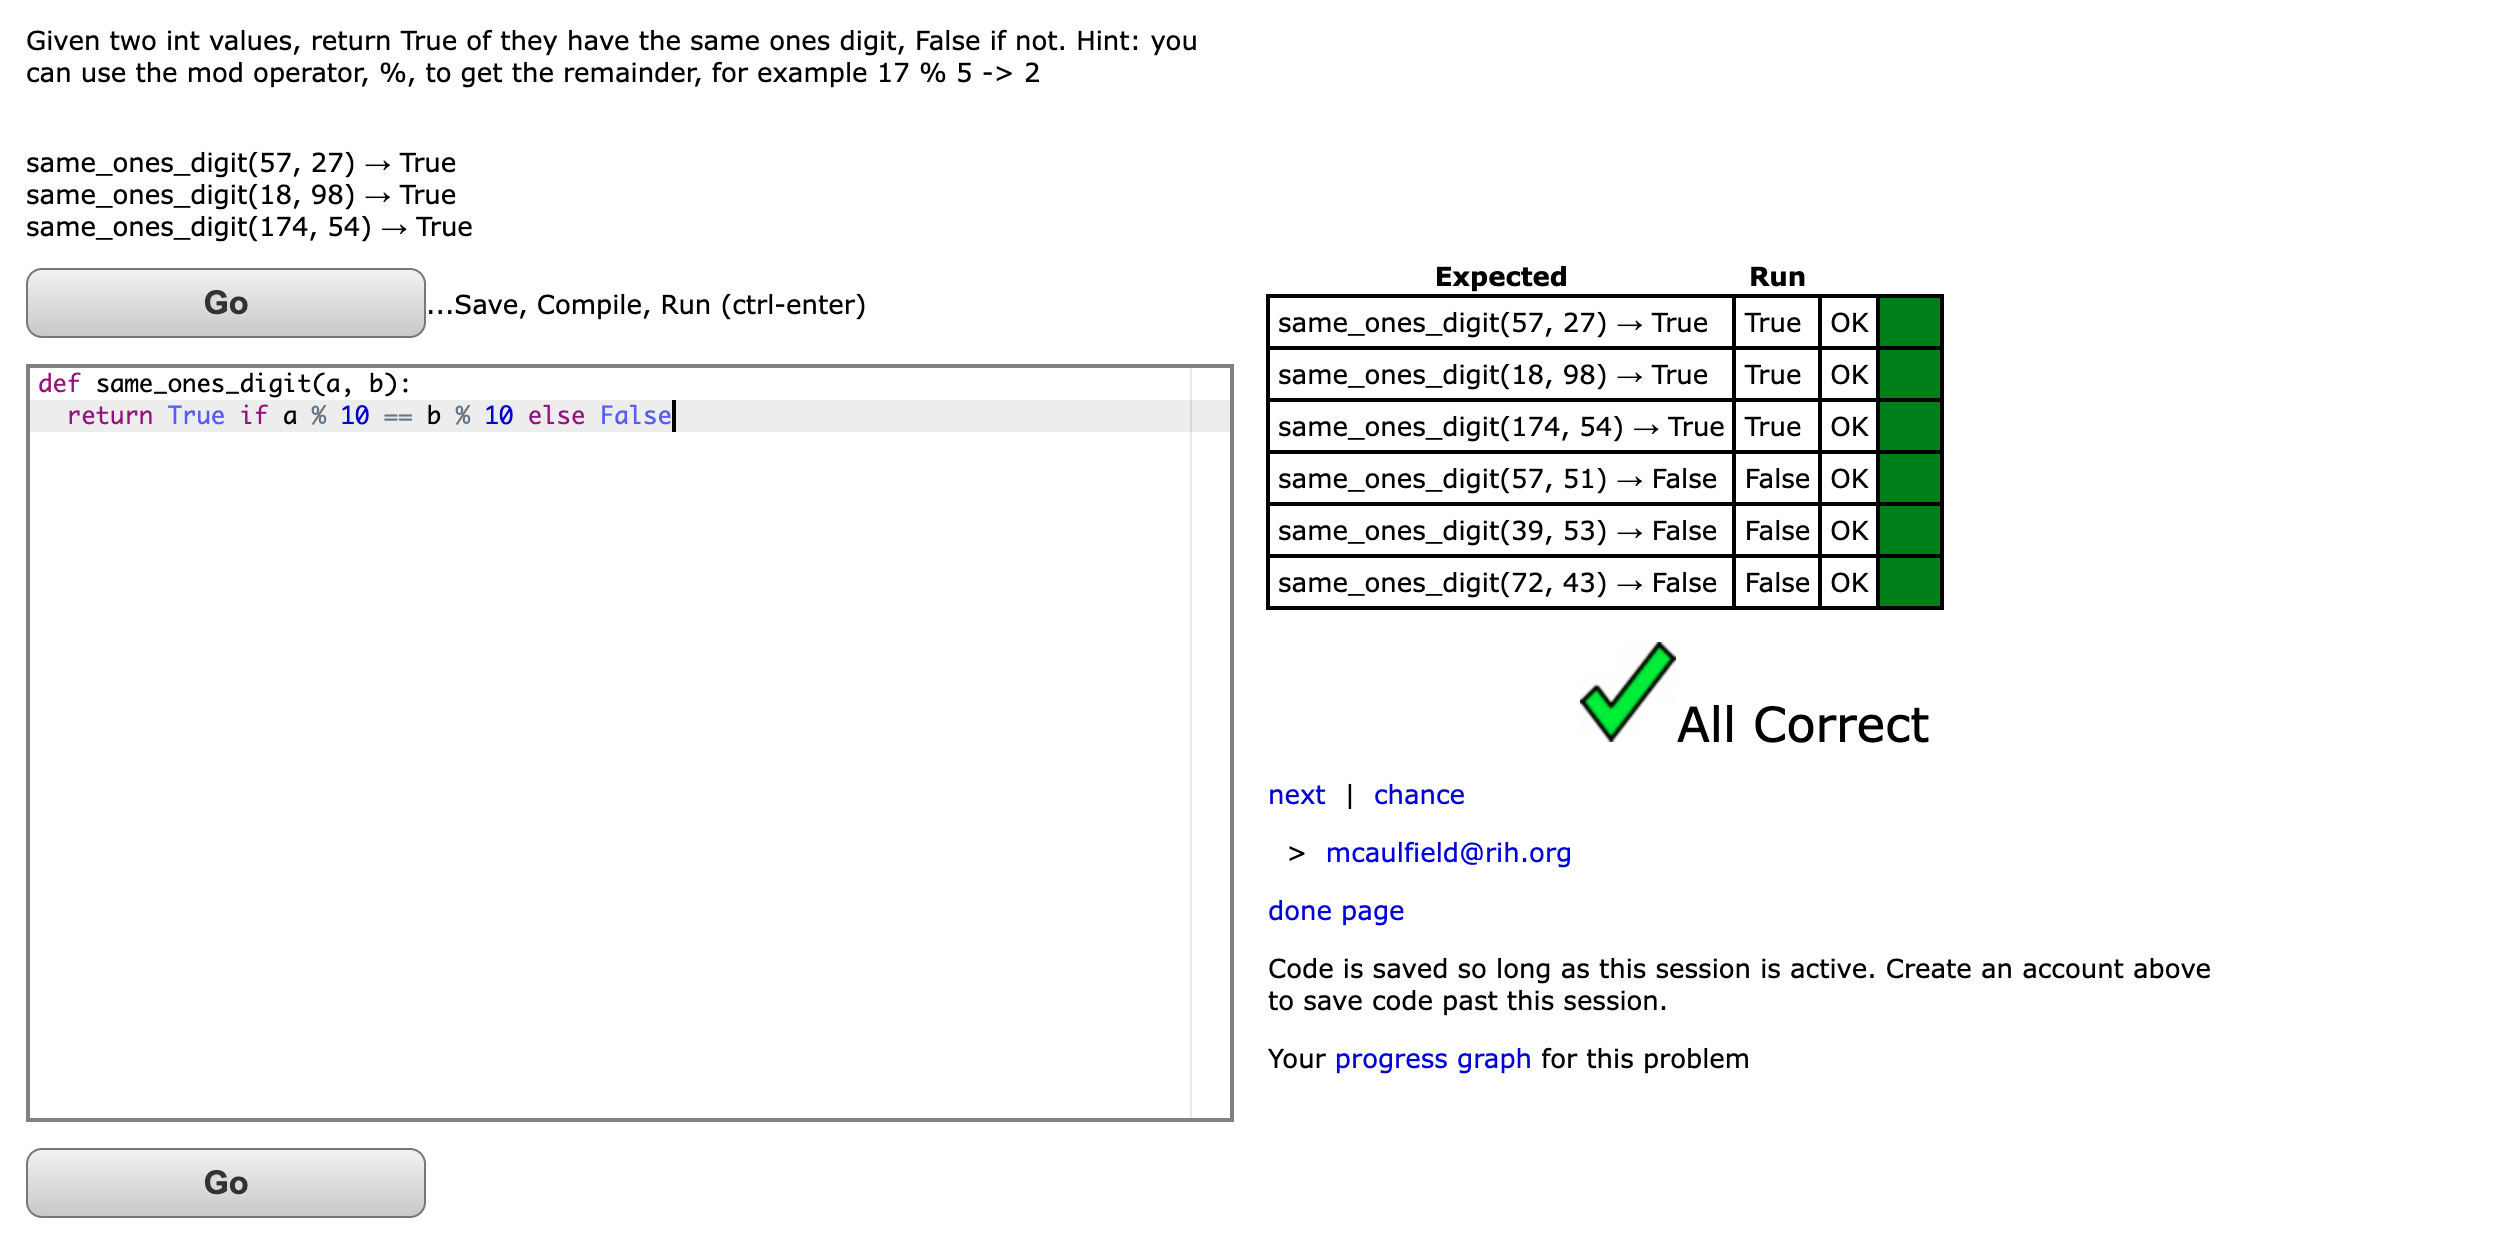 Given two int values, return True of they have the same ones digit, False if not. Hint: you
can use the mod operator, %, to get the remainder, for example 17 % 5 -> 2
same_ones_digit(57, 27) → True
same_ones_digit(18, 98) → True
same_ones_digit(174, 54) → True
Go ...Save, Compile, Run (ctrl-enter)
def same_ones_digit(a, b):
  return True if a % 10 == b % 10 else False
Go
Expected Run
same_ones_digit(57, 27) → True True OK
same_ones_digit(18, 98) → True True OK
same_ones_digit(174, 54) → True True OK
same_ones_digit(57, 51) → False False OK
same_ones_digit(39, 53) → False False OK
same_ones_digit(72, 43) → False False OK
All Correct
next | chance
> mcaulfield@rih.org
done page
Code is saved so long as this session is active. Create an account above
to save code past this session.
Your progress graph for this problem